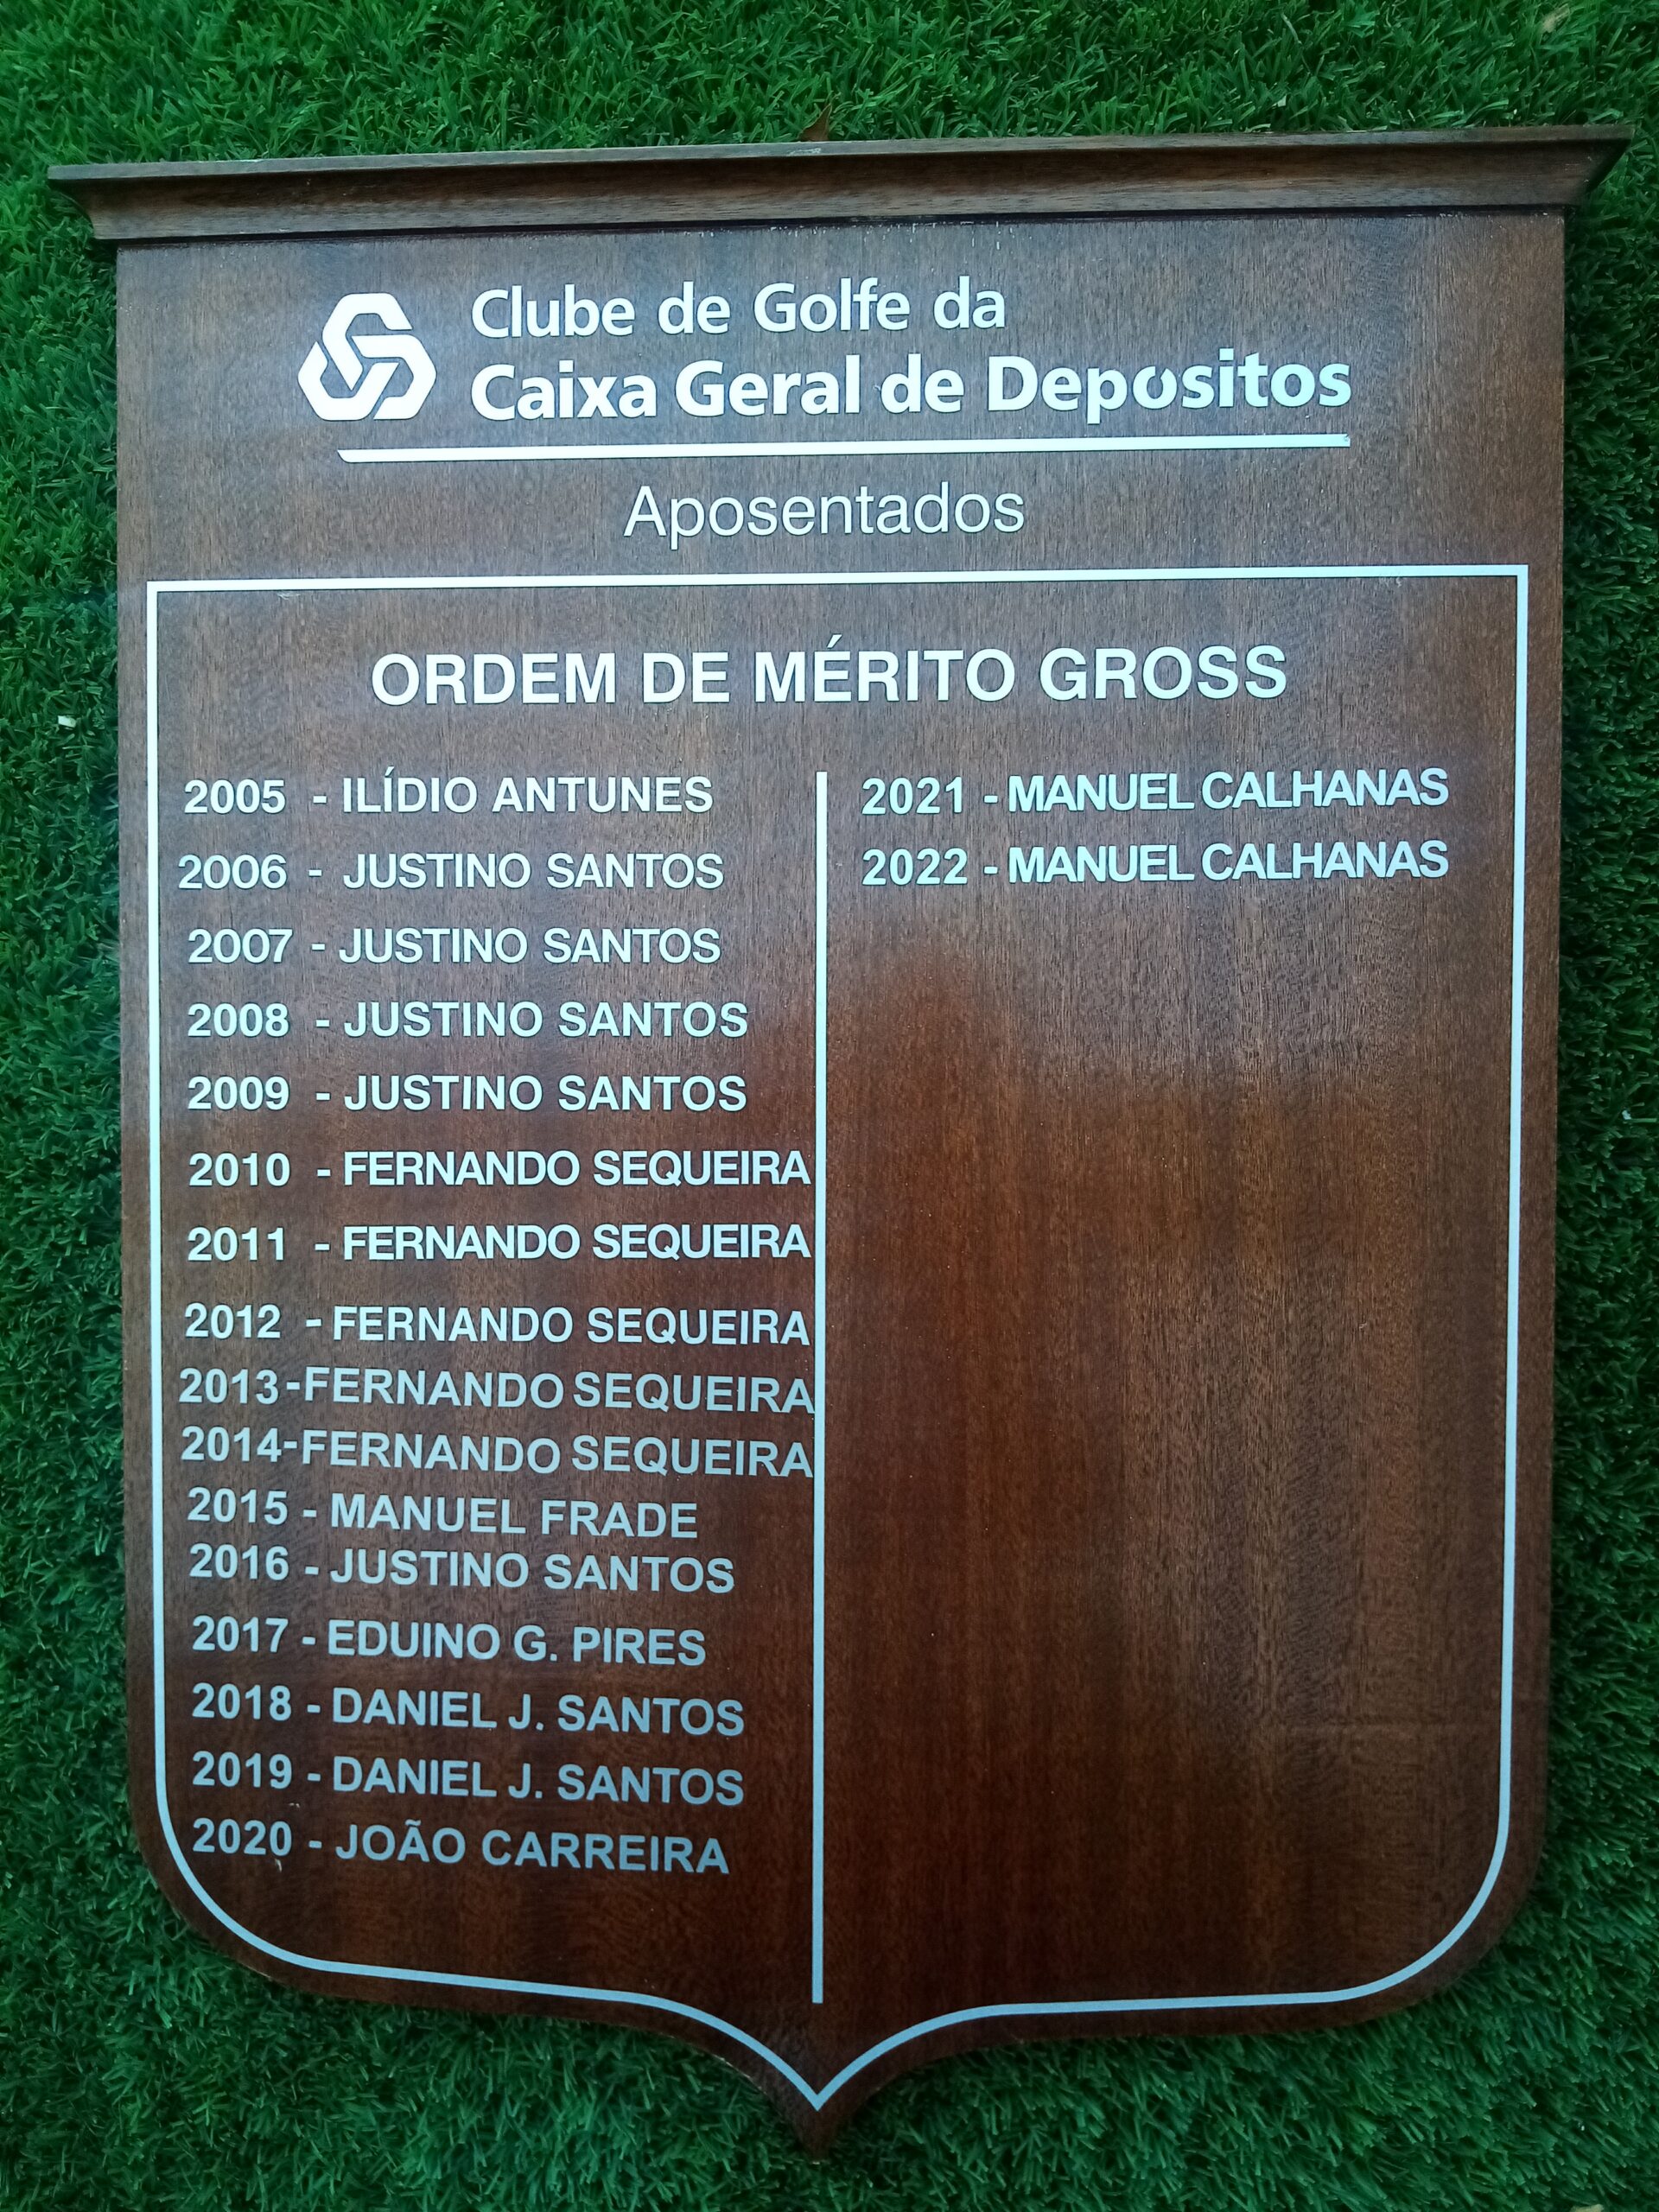 Clube de Golfe da
Caixa Geral de Depositos
Aposentados
ORDEM DE MÉRITO GROSS
2005 - ILÍDIO ANTUNES
2006 - JUSTINO SANTOS
2007 - JUSTINO SANTOS
2008 - JUSTINO SANTOS
2009 - JUSTINO SANTOS
2010 - FERNANDO SEQUEIRA
2011 - FERNANDO SEQUEIRA
2012 - FERNANDO SEQUEIRA
2013-FERNANDO SEQUEIRA
2014-FERNANDO SEQUEIRA
2015 - MANUEL FRADE
2016 - JUSTINO SANTOS
2017 - EDUINO G. PIRES
2018 - DANIEL J. SANTOS
2019 - DANIEL J. SANTOS
2020 - JOÃO CARREIRA
2021 - MANUEL CALHANAS
2022 - MANUEL CALHANAS